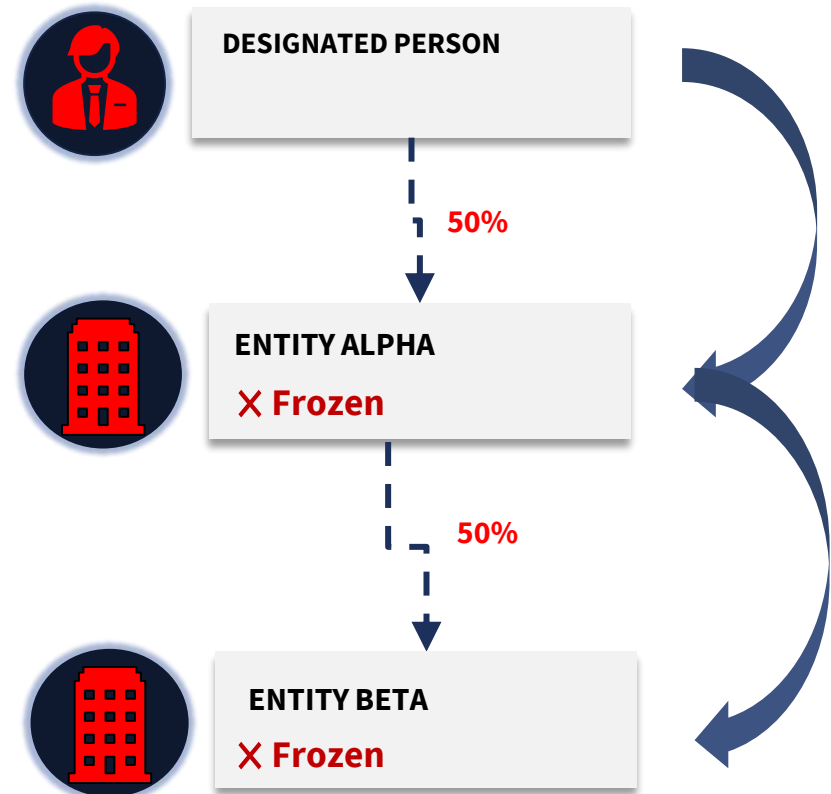 DESIGNATED PERSON
50%
ENTITY ALPHA
✗ Frozen
50%
ENTITY BETA
✗ Frozen